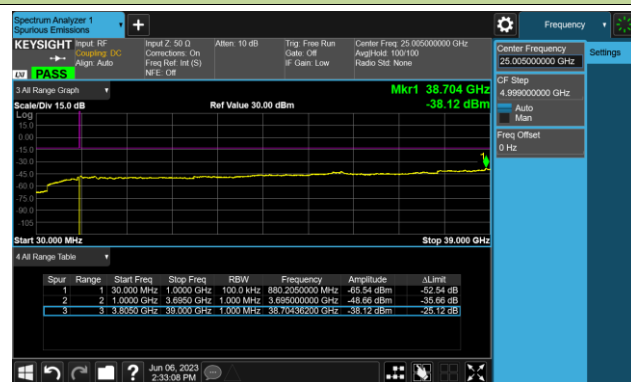 Spectrum Analyzer 1
Spurious Emissions
Frequency
KEYSIGHT
Input: RF
Coupling: DC
Align: Auto
Input Z: 50 Ω
Corrections: On
Freq Ref: Int (S)
NFE: Off
Atten: 10 dB
Trig: Free Run
Gate: Off
IF Gain: Low
Center Freq: 25.005000000 GHz
Avg|Hold: 100/100
Radio Std: None
LXI PASS
Center Frequency
25.005000000 GHz
Settings
CF Step
4.999000000 GHz
Auto
Man
Freq Offset
0 Hz
3 All Range Graph
Mkr1 38.704 GHz
Scale/Div 15.0 dB
Ref Value 30.00 dBm
-38.12 dBm
Log
15.0
0.00
-15.0
-30.0
-45.0
-60.0
-75.0
-90.0
-105
1
Start 30.000 MHz
Stop 39.000 GHz
4 All Range Table
Spur Range Start Freq Stop Freq RBW Frequency Amplitude ΔLimit
1 1 30.000 MHz 1.0000 GHz 100.0 kHz 880.2050000 MHz -65.54 dBm -52.54 dB
2 2 1.0000 GHz 3.6950 GHz 1.000 MHz 3.695000000 GHz -48.66 dBm -35.66 dB
3 3 3.8050 GHz 39.000 GHz 1.000 MHz 38.70436200 GHz -38.12 dBm -25.12 dB
Jun 06, 2023
2:33:08 PM